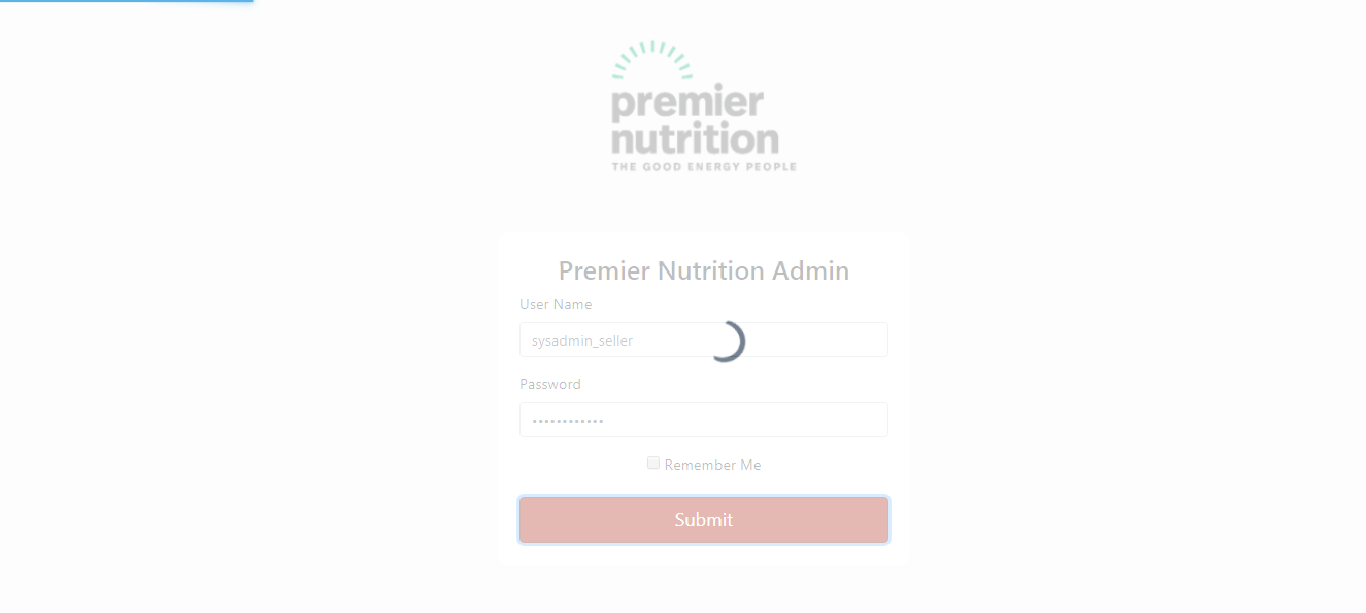 premier
nutrition
THE GOOD ENERGY PEOPLE
Premier Nutrition Admin
User Name
sysadmin_seller
Password
••••••••••••
Remember Me
Submit